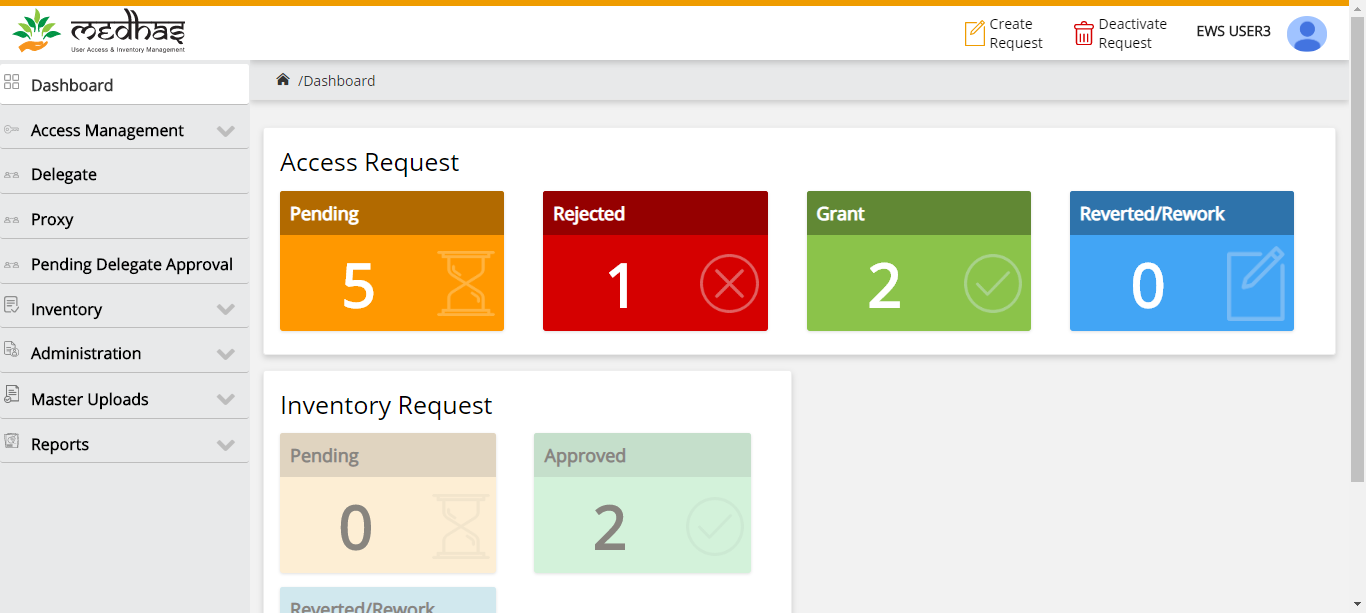 medhas
User Access & Inventory Management
Create
Request
Deactivate
Request
EWS USER3
Dashboard
Access Management
Delegate
Proxy
Pending Delegate Approval
Inventory
Administration
Master Uploads
Reports
/Dashboard
Access Request
Pending
5
Rejected
1
Grant
2
Reverted/Rework
0
Inventory Request
Pending
0
Approved
2
Reverted/Rework